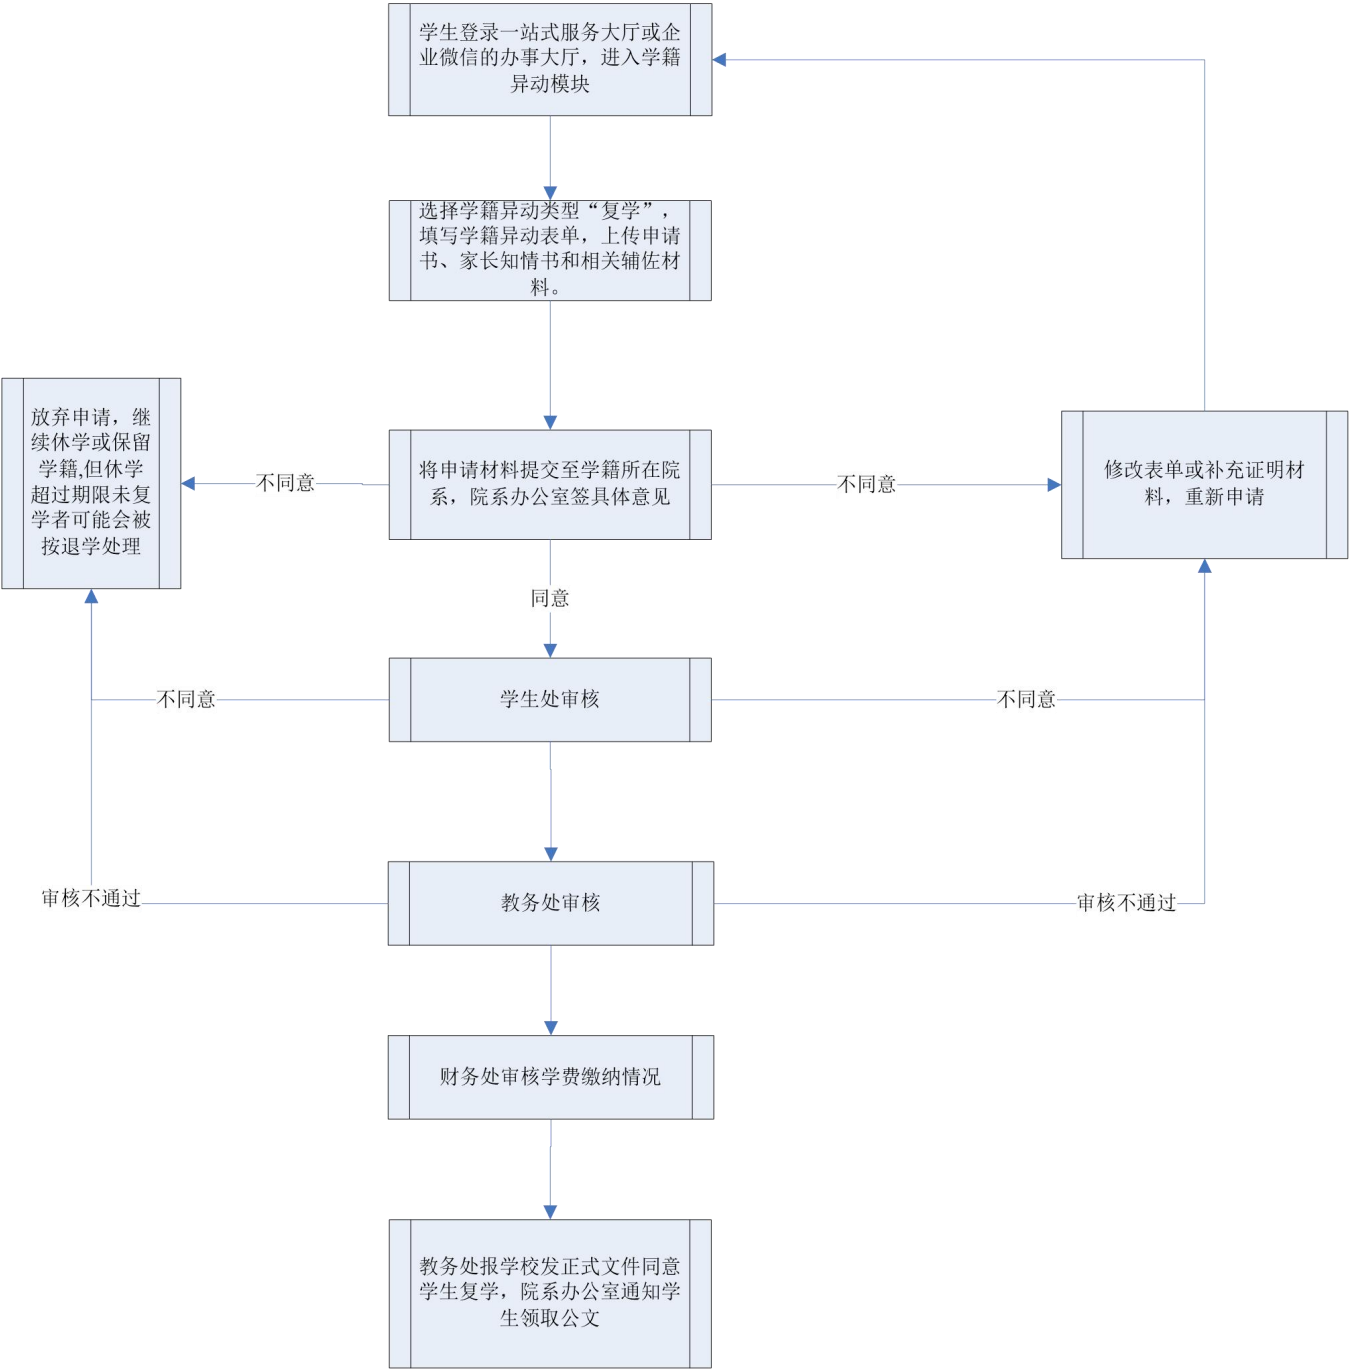 学生登录一站式服务大厅或企
业微信的办事大厅，进入学籍
异动模块
选择学籍异动类型“复学”，
填写学籍异动表单，上传申请
书、家长知情书和相关辅佐材
料。
放弃申请，继
续休学或保留
学籍,但休学
超过期限未复
学者可能会被
按退学处理
不同意
将申请材料提交至学籍所在院
系，院系办公室签具体意见
不同意
修改表单或补充证明材
料，重新申请
同意
不同意
学生处审核
不同意
审核不通过
教务处审核
审核不通过
财务处审核学费缴纳情况
教务处报学校发正式文件同意
学生复学，院系办公室通知学
生领取公文